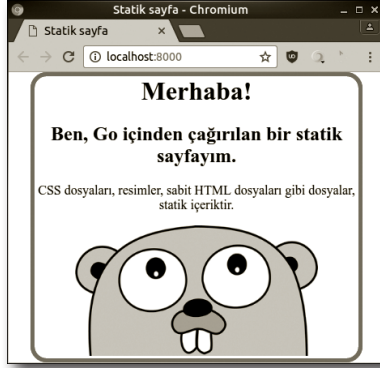 Statik sayfa - Chromium
Statik sayfa
localhost:8000
Merhaba!
Ben, Go içinden çağırılan bir statik
sayfayım.
CSS dosyaları, resimler, sabit HTML dosyaları gibi dosyalar,
statik içeriktir.